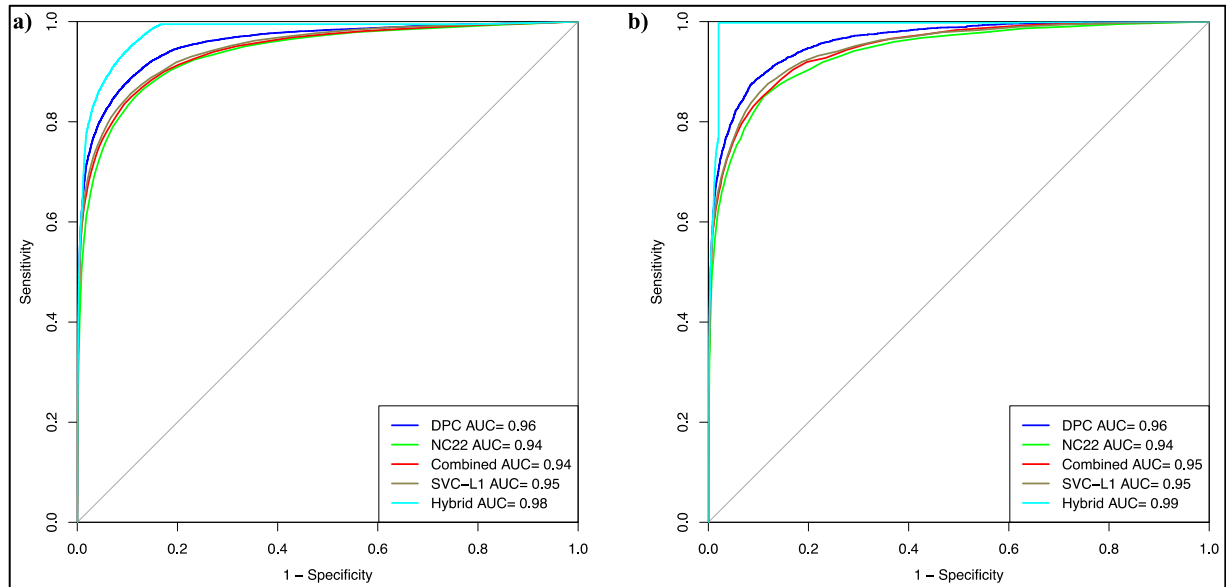 a)
1.0
0.8
0.6
0.4
0.2
0.0
Sensitivity
DPC AUC= 0.96
NC22 AUC= 0.94
Combined AUC= 0.94
SVC−L1 AUC= 0.95
Hybrid AUC= 0.98
0.0 0.2 0.4 0.6 0.8 1.0
1 − Specificity
b)
1.0
0.8
0.6
0.4
0.2
0.0
Sensitivity
DPC AUC= 0.96
NC22 AUC= 0.94
Combined AUC= 0.95
SVC−L1 AUC= 0.95
Hybrid AUC= 0.99
0.0 0.2 0.4 0.6 0.8 1.0
1 − Specificity